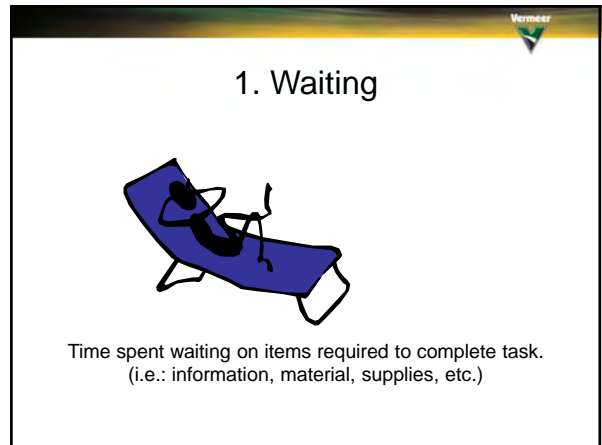 Vermeer
1. Waiting
Time spent waiting on items required to complete task.
(i.e.: information, material, supplies, etc.)